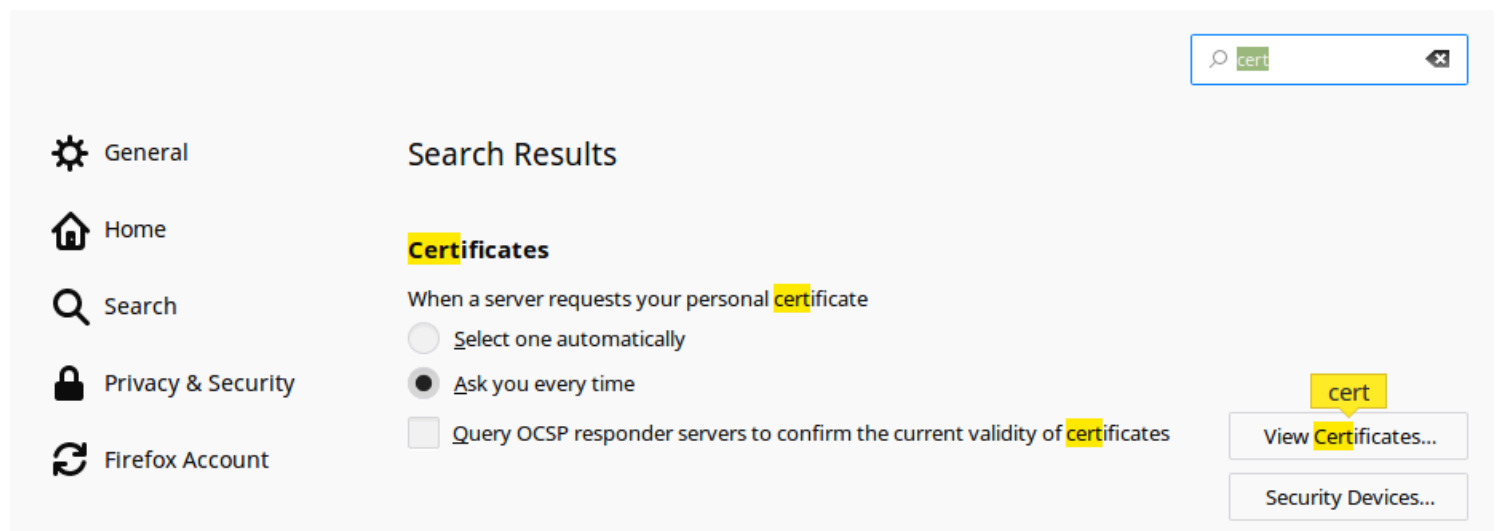 cert
General
Home
Search
Privacy & Security
Firefox Account
Search Results
Certificates
When a server requests your personal certificate
Select one automatically
Ask you every time
Query OCSP responder servers to confirm the current validity of certificates
cert
View Certificates...
Security Devices...